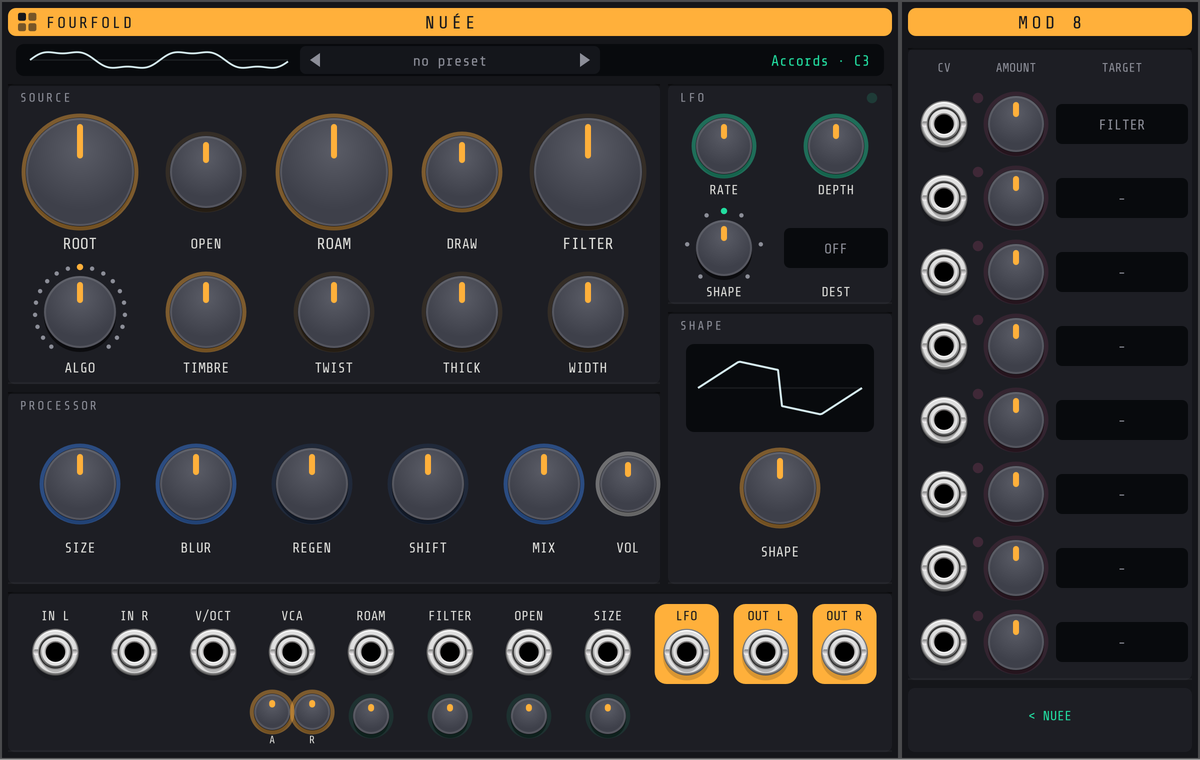 FOURFOLD NUÉE MOD 8
no preset Accords · C3
CV AMOUNT TARGET
SOURCE LFO
FILTER
RATE DEPTH
-
ROOT OPEN ROAM DRAW FILTER
OFF
-
SHAPE DEST
SHAPE
-
ALGO TIMBRE TWIST THICK WIDTH
PROCESSOR
-
-
SIZE BLUR REGEN SHIFT MIX VOL
SHAPE
-
IN L IN R V/OCT VCA ROAM FILTER OPEN SIZE LFO OUT L OUT R
-
A R
< NUEE